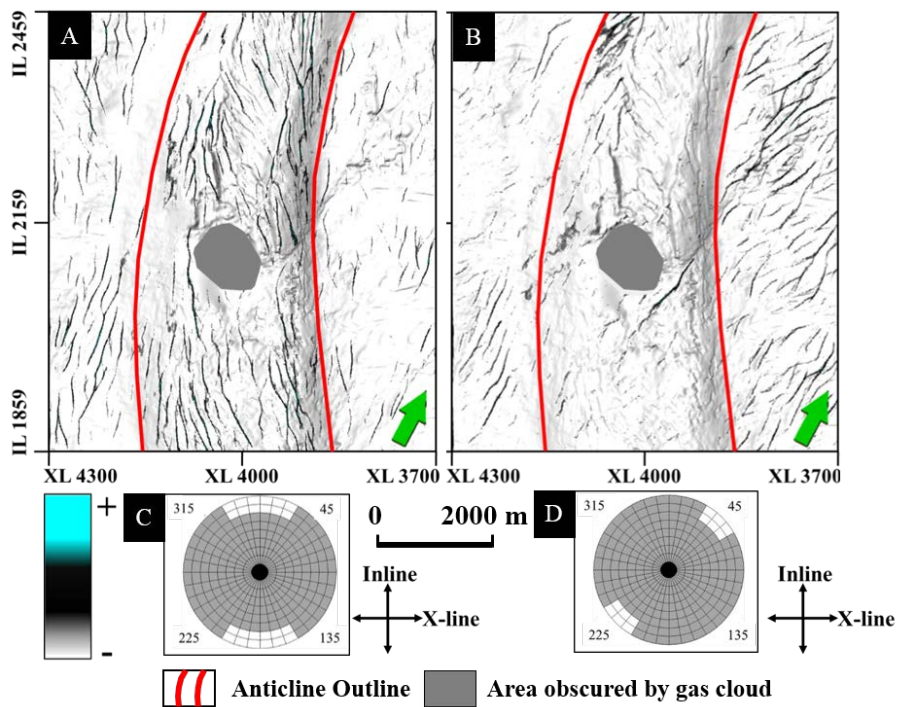 A
B
IL 2459
IL 2159
IL 1859
XL 4300
XL 4000
XL 3700
XL 4300
XL 4000
XL 3700
+
-
C
315
45
225
135
0 2000 m
Inline
X-line
D
315
45
225
135
Inline
X-line
Anticline Outline
Area obscured by gas cloud